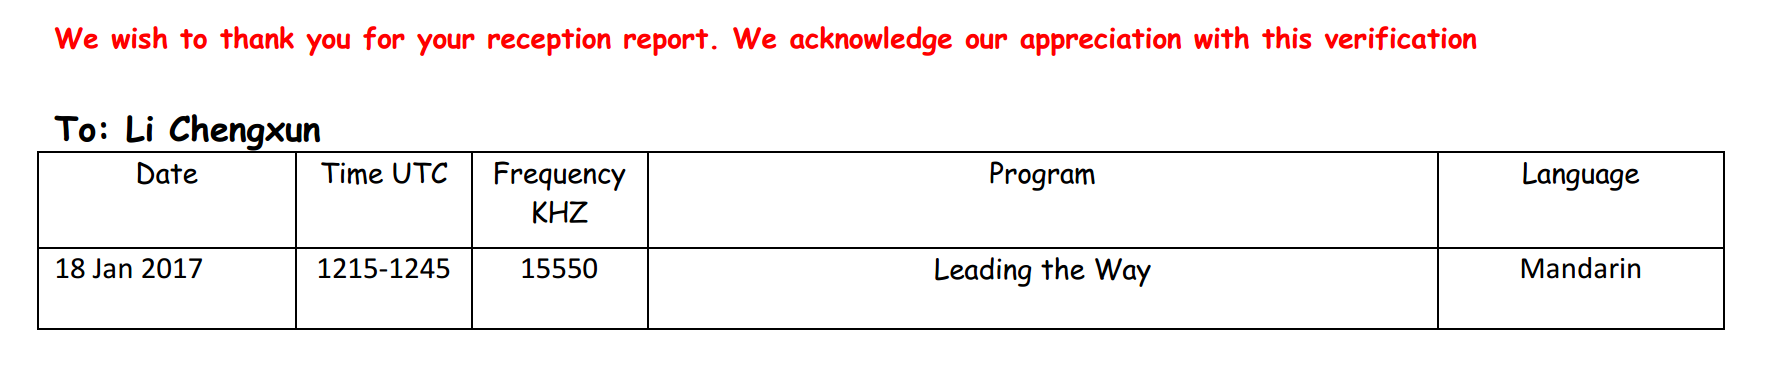 We wish to thank you for your reception report. We acknowledge our appreciation with this verification
To: Li Chengxun
Date Time UTC Frequency KHZ Program Language
18 Jan 2017 1215-1245 15550 Leading the Way Mandarin